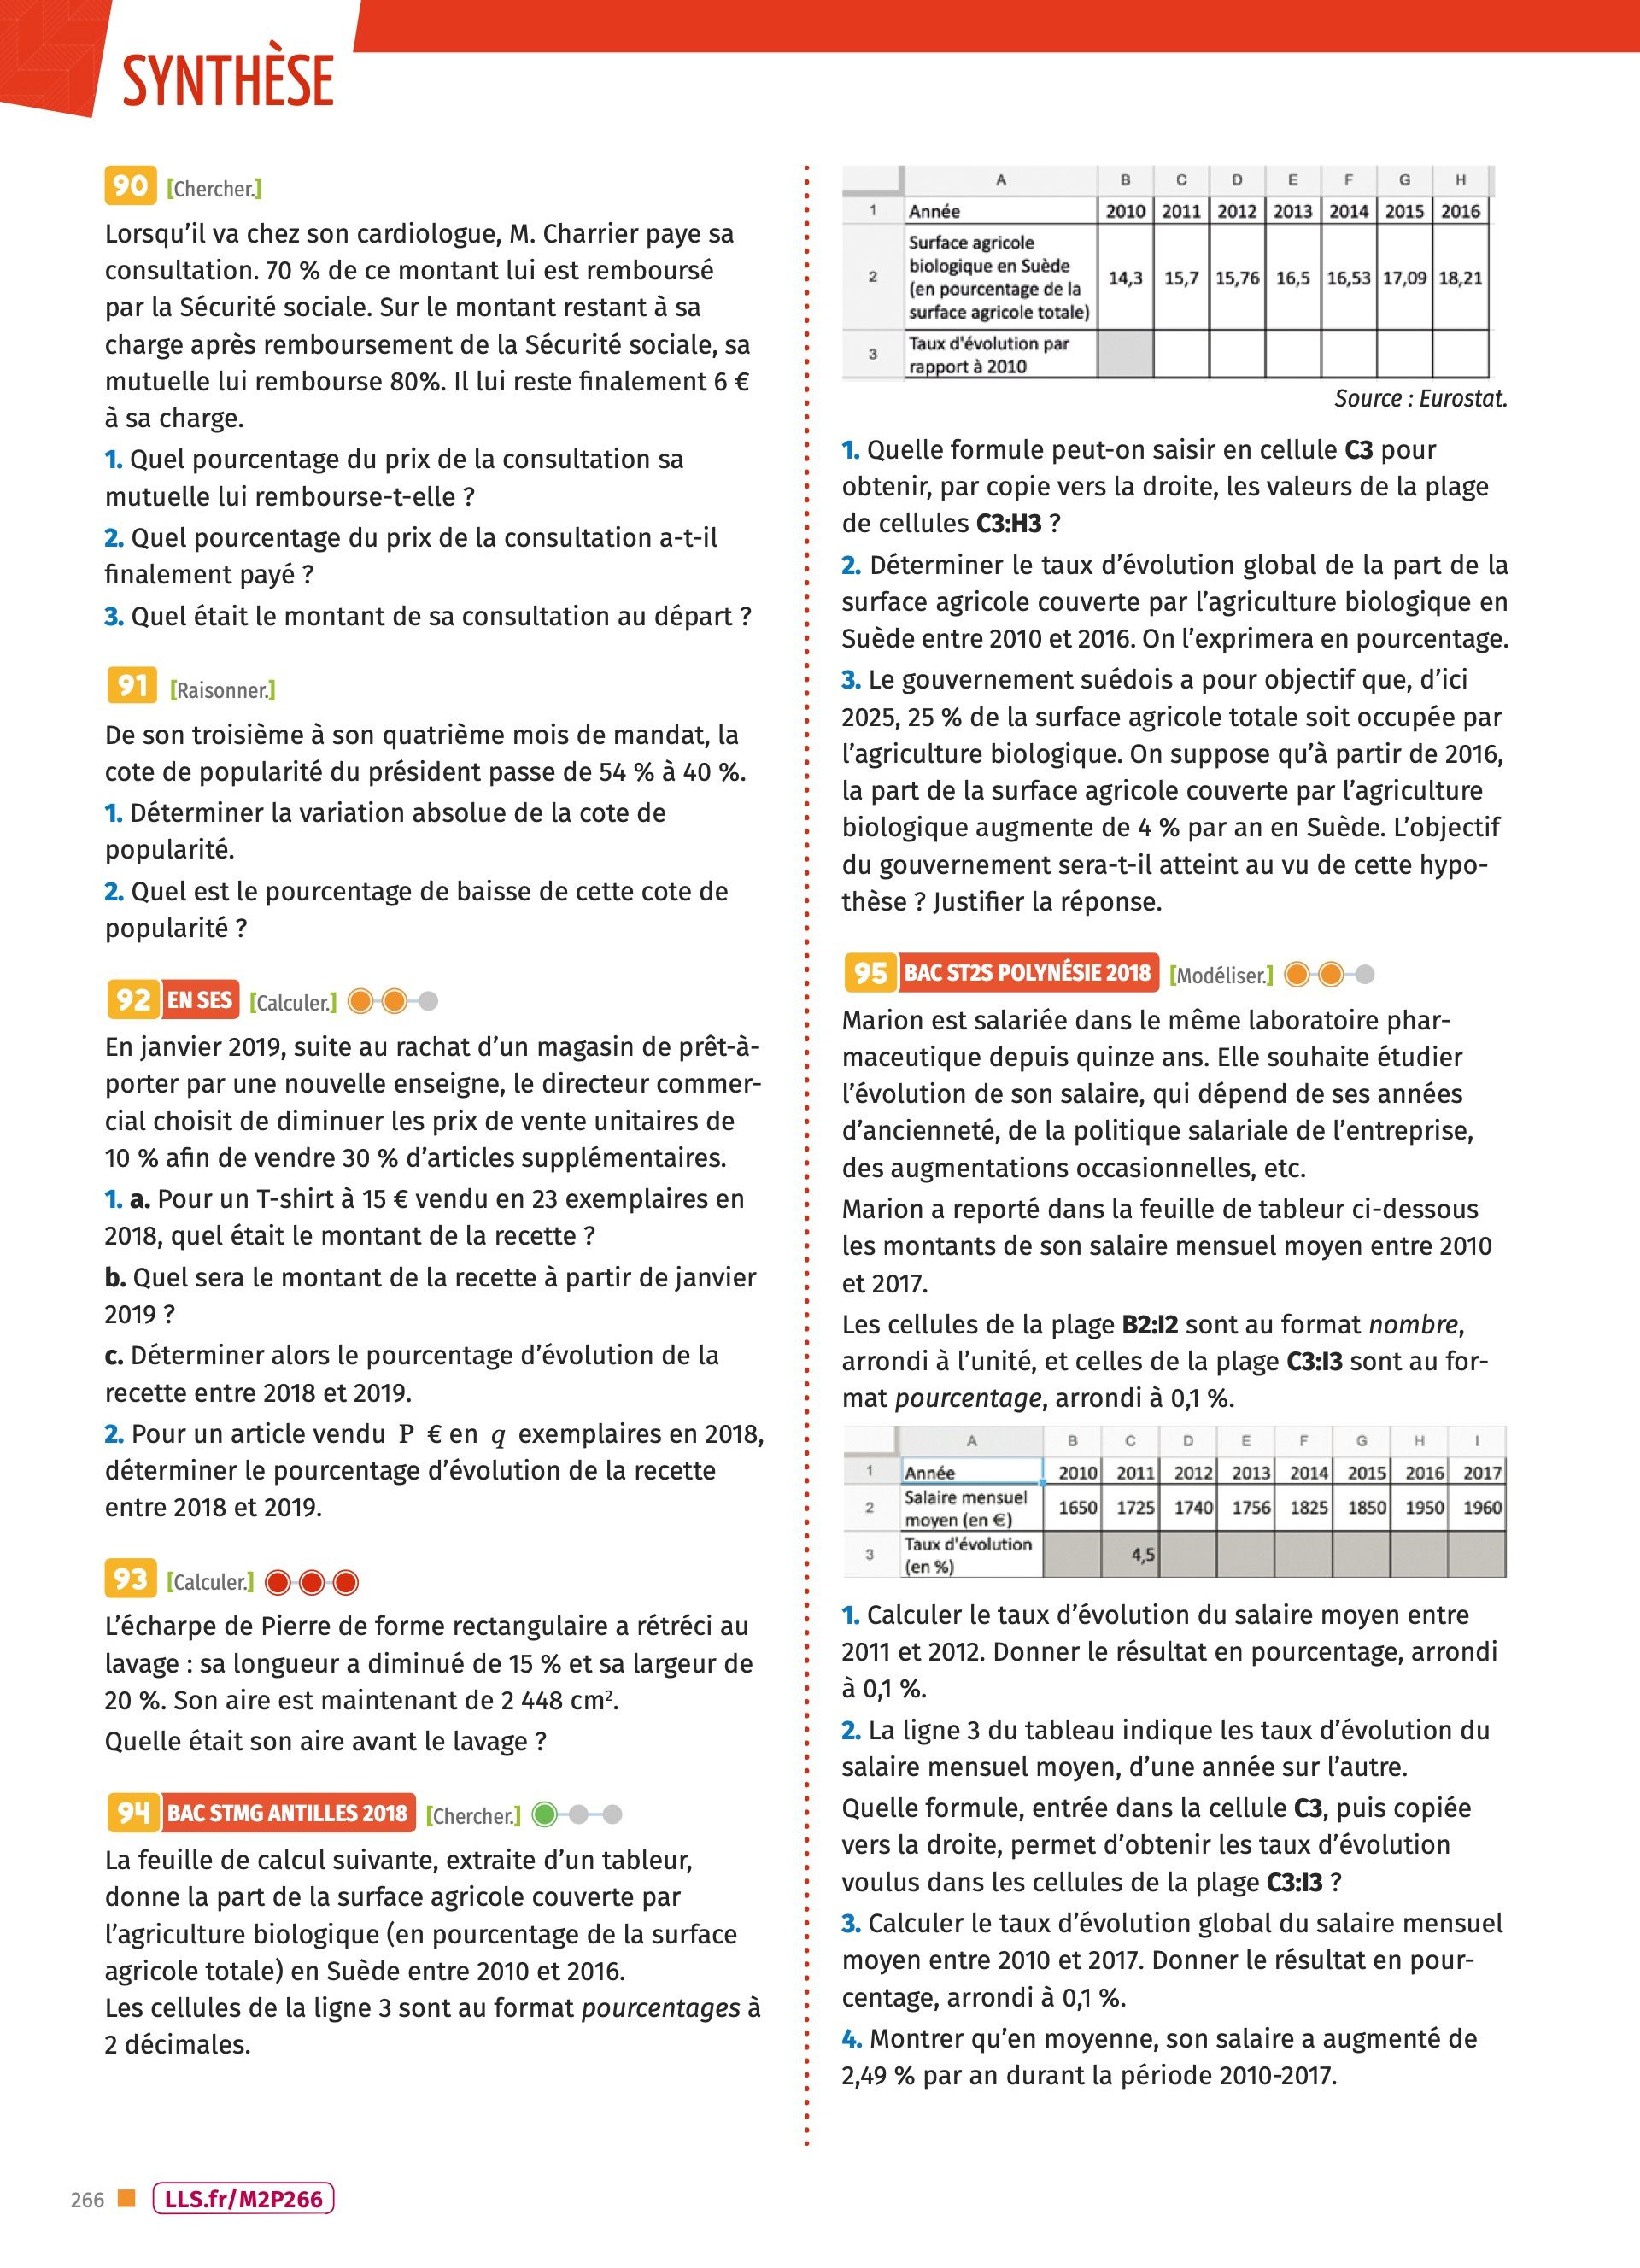 SYNTHÈSE
90 [Chercher.]
Lorsqu’il va chez son cardiologue, M. Charrier paye sa
consultation. 70 % de ce montant lui est remboursé
par la Sécurité sociale. Sur le montant restant à sa
charge après remboursement de la Sécurité sociale, sa
mutuelle lui rembourse 80%. Il lui reste finalement 6 €
à sa charge.
1. Quel pourcentage du prix de la consultation sa
mutuelle lui rembourse-t-elle ?
2. Quel pourcentage du prix de la consultation a-t-il
finalement payé ?
3. Quel était le montant de sa consultation au départ ?
91 [Raisonner.]
De son troisième à son quatrième mois de mandat, la
cote de popularité du président passe de 54 % à 40 %.
1. Déterminer la variation absolue de la cote de
popularité.
2. Quel est le pourcentage de baisse de cette cote de
popularité ?
92 EN SES [Calculer.]
En janvier 2019, suite au rachat d’un magasin de prêt-à-
porter par une nouvelle enseigne, le directeur commer-
cial choisit de diminuer les prix de vente unitaires de
10 % afin de vendre 30 % d’articles supplémentaires.
1. a. Pour un T-shirt à 15 € vendu en 23 exemplaires en
2018, quel était le montant de la recette ?
b. Quel sera le montant de la recette à partir de janvier
2019 ?
c. Déterminer alors le pourcentage d’évolution de la
recette entre 2018 et 2019.
2. Pour un article vendu P € en q exemplaires en 2018,
déterminer le pourcentage d’évolution de la recette
entre 2018 et 2019.
93 [Calculer.]
L’écharpe de Pierre de forme rectangulaire a rétréci au
lavage : sa longueur a diminué de 15 % et sa largeur de
20 %. Son aire est maintenant de 2 448 cm².
Quelle était son aire avant le lavage ?
94 BAC STMG ANTILLES 2018 [Chercher.]
La feuille de calcul suivante, extraite d’un tableur,
donne la part de la surface agricole couverte par
l’agriculture biologique (en pourcentage de la surface
agricole totale) en Suède entre 2010 et 2016.
Les cellules de la ligne 3 sont au format pourcentages à
2 décimales.
A B C D E F G H
1 Année 2010 2011 2012 2013 2014 2015 2016
Surface agricole
biologique en Suède
2 (en pourcentage de la 14,3 15,7 15,76 16,5 16,53 17,09 18,21
surface agricole totale)
3 Taux d'évolution par
rapport à 2010
Source : Eurostat.
1. Quelle formule peut-on saisir en cellule C3 pour
obtenir, par copie vers la droite, les valeurs de la plage
de cellules C3:H3 ?
2. Déterminer le taux d’évolution global de la part de la
surface agricole couverte par l’agriculture biologique en
Suède entre 2010 et 2016. On l’exprimera en pourcentage.
3. Le gouvernement suédois a pour objectif que, d’ici
2025, 25 % de la surface agricole totale soit occupée par
l’agriculture biologique. On suppose qu’à partir de 2016,
la part de la surface agricole couverte par l’agriculture
biologique augmente de 4 % par an en Suède. L’objectif
du gouvernement sera-t-il atteint au vu de cette hypo-
thèse ? Justifier la réponse.
95 BAC ST2S POLYNÉSIE 2018 [Modéliser.]
Marion est salariée dans le même laboratoire phar-
maceutique depuis quinze ans. Elle souhaite étudier
l’évolution de son salaire, qui dépend de ses années
d’ancienneté, de la politique salariale de l’entreprise,
des augmentations occasionnelles, etc.
Marion a reporté dans la feuille de tableur ci-dessous
les montants de son salaire mensuel moyen entre 2010
et 2017.
Les cellules de la plage B2:I2 sont au format nombre,
arrondi à l’unité, et celles de la plage C3:I3 sont au for-
mat pourcentage, arrondi à 0,1 %.
A B C D E F G H I
1 Année 2010 2011 2012 2013 2014 2015 2016 2017
2 Salaire mensuel 1650 1725 1740 1756 1825 1850 1950 1960
moyen (en €)
3 Taux d'évolution 4,5
(en %)
1. Calculer le taux d’évolution du salaire moyen entre
2011 et 2012. Donner le résultat en pourcentage, arrondi
à 0,1 %.
2. La ligne 3 du tableau indique les taux d’évolution du
salaire mensuel moyen, d’une année sur l’autre.
Quelle formule, entrée dans la cellule C3, puis copiée
vers la droite, permet d’obtenir les taux d’évolution
voulus dans les cellules de la plage C3:I3 ?
3. Calculer le taux d’évolution global du salaire mensuel
moyen entre 2010 et 2017. Donner le résultat en pour-
centage, arrondi à 0,1 %.
4. Montrer qu’en moyenne, son salaire a augmenté de
2,49 % par an durant la période 2010-2017.
266 LLS.fr/M2P266